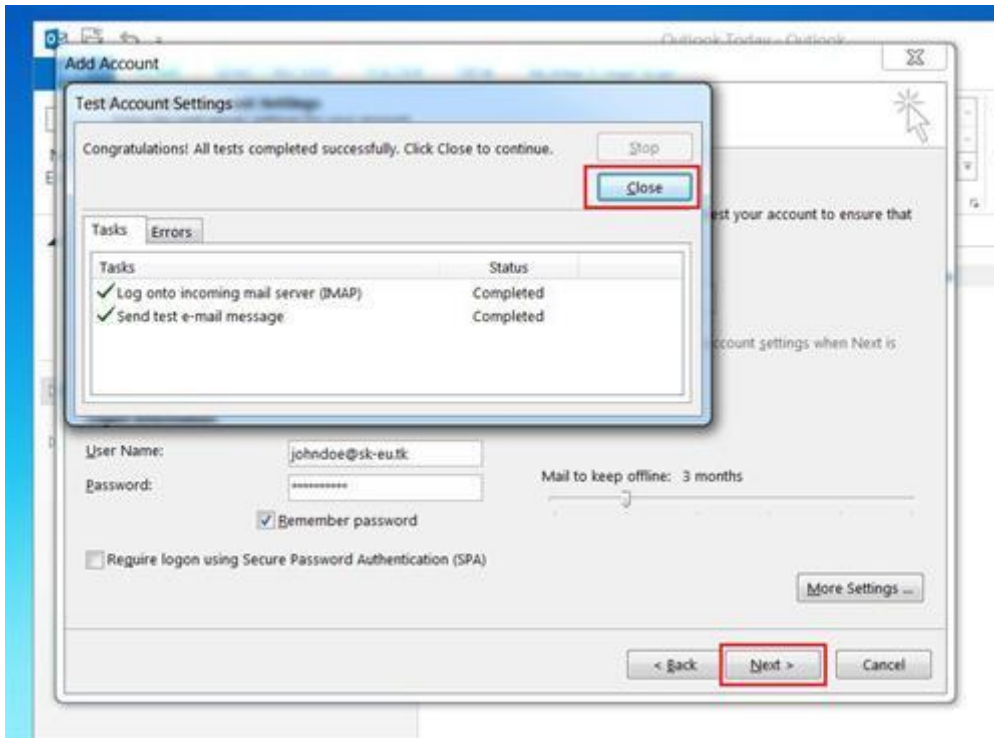 Outlook Today - Outlook
Add Account
Test Account Settings
Congratulations! All tests completed successfully. Click Close to continue.
Stop
Close
est your account to ensure that
Tasks Errors
Tasks Status
Log onto incoming mail server (IMAP) Completed
Send test e-mail message Completed
ccount settings when Next is
User Name: johndoe@sk-eu.tk
Password: **********
Mail to keep offline: 3 months
Remember password
Require logon using Secure Password Authentication (SPA)
More Settings ...
< Back Next > Cancel